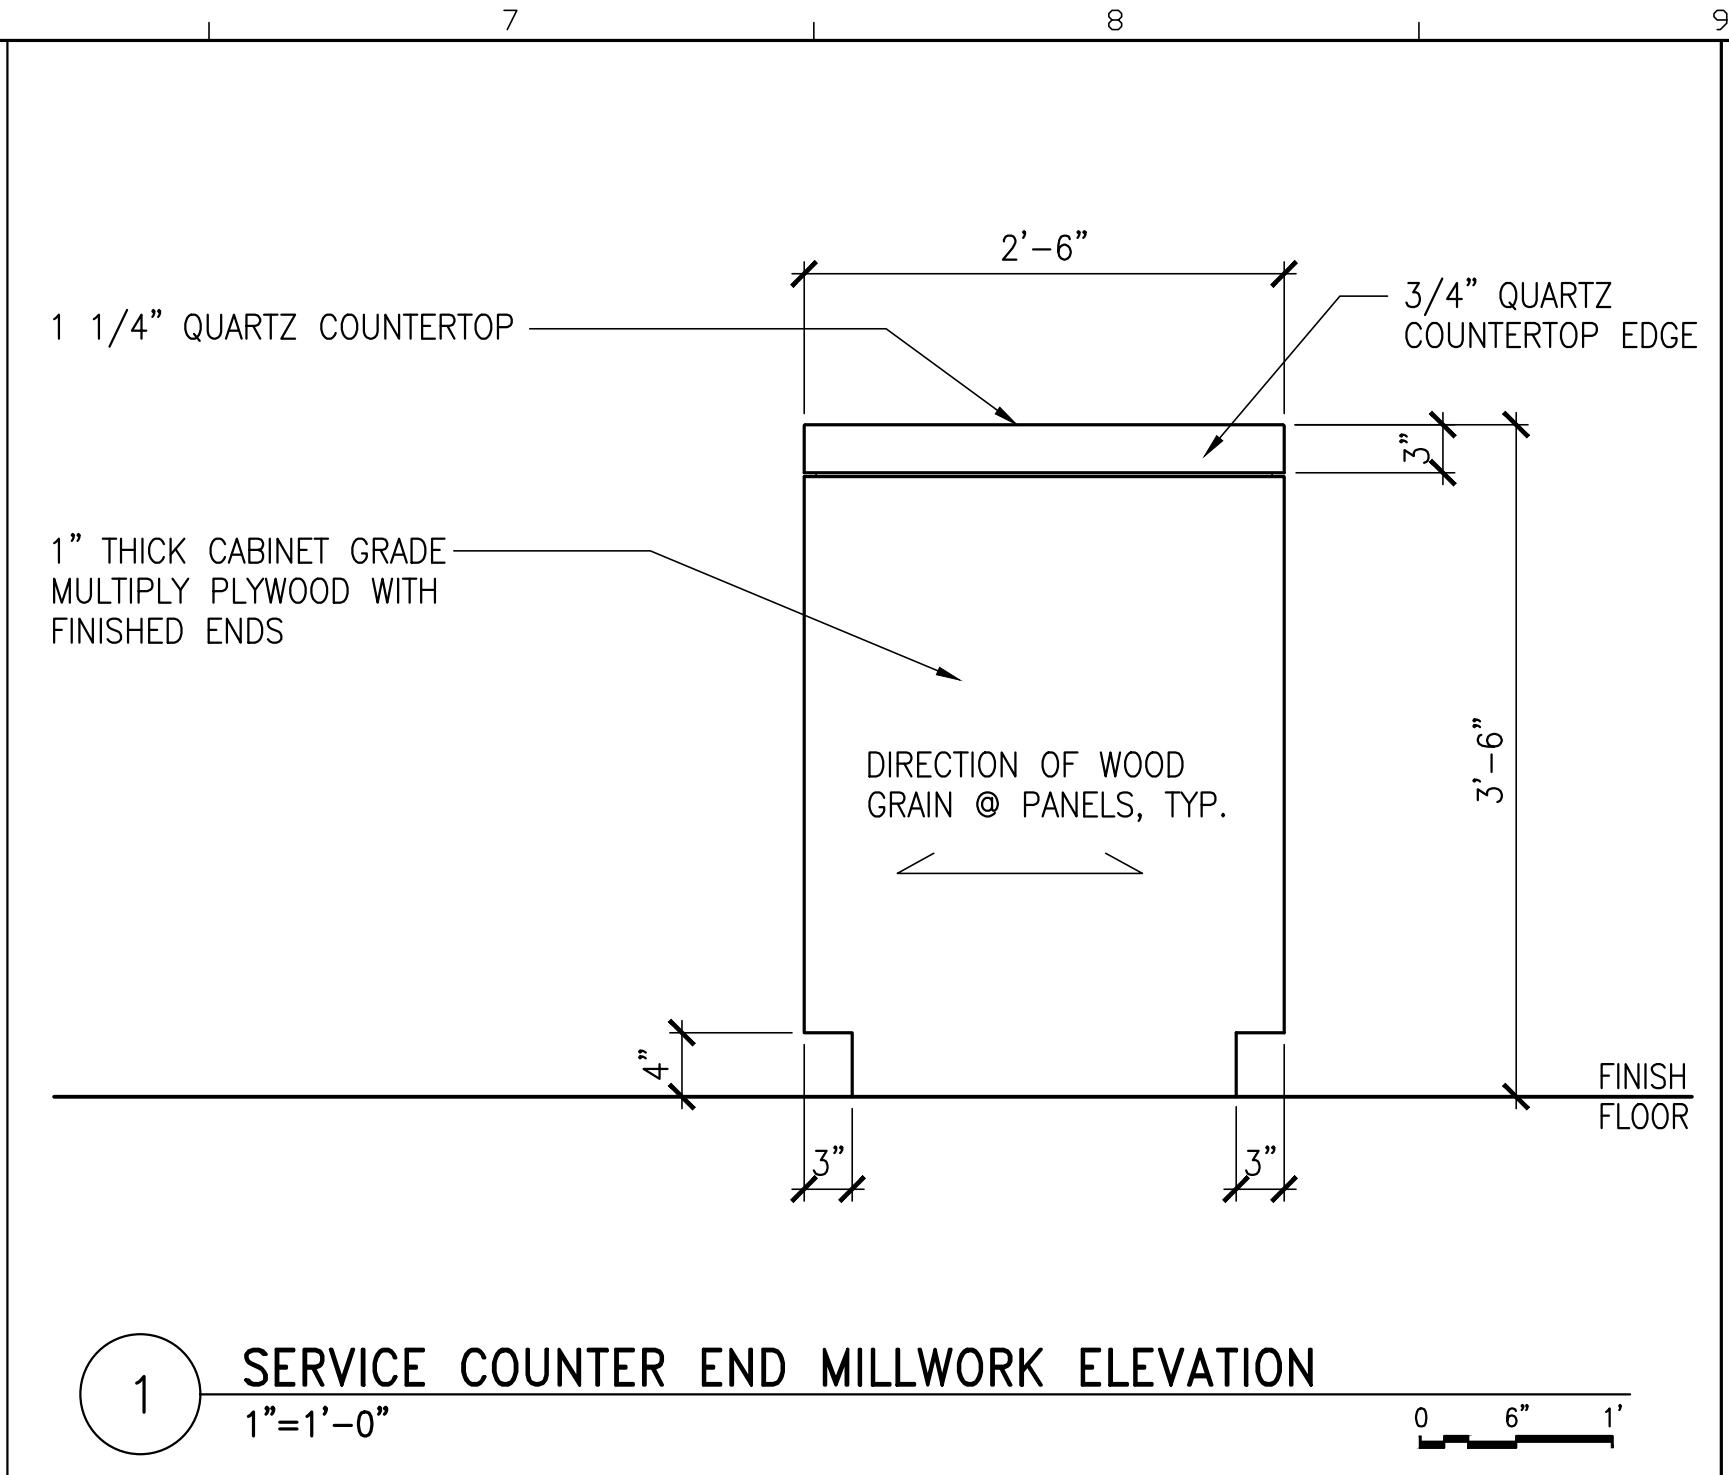 7 8 9
2'-6"
1 1/4" QUARTZ COUNTERTOP
3/4" QUARTZ
COUNTERTOP EDGE
3"
1" THICK CABINET GRADE
MULTIPLY PLYWOOD WITH
FINISHED ENDS
DIRECTION OF WOOD
GRAIN @ PANELS, TYP.
3'-6"
4"
FINISH
FLOOR
3" 3"
1
SERVICE COUNTER END MILLWORK ELEVATION
1"=1'-0"
0 6" 1'